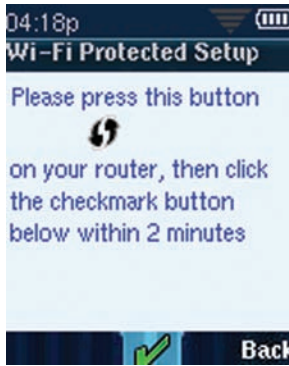 04:18p
Wi-Fi Protected Setup
Please press this button
on your router, then click
the checkmark button
below within 2 minutes
Back